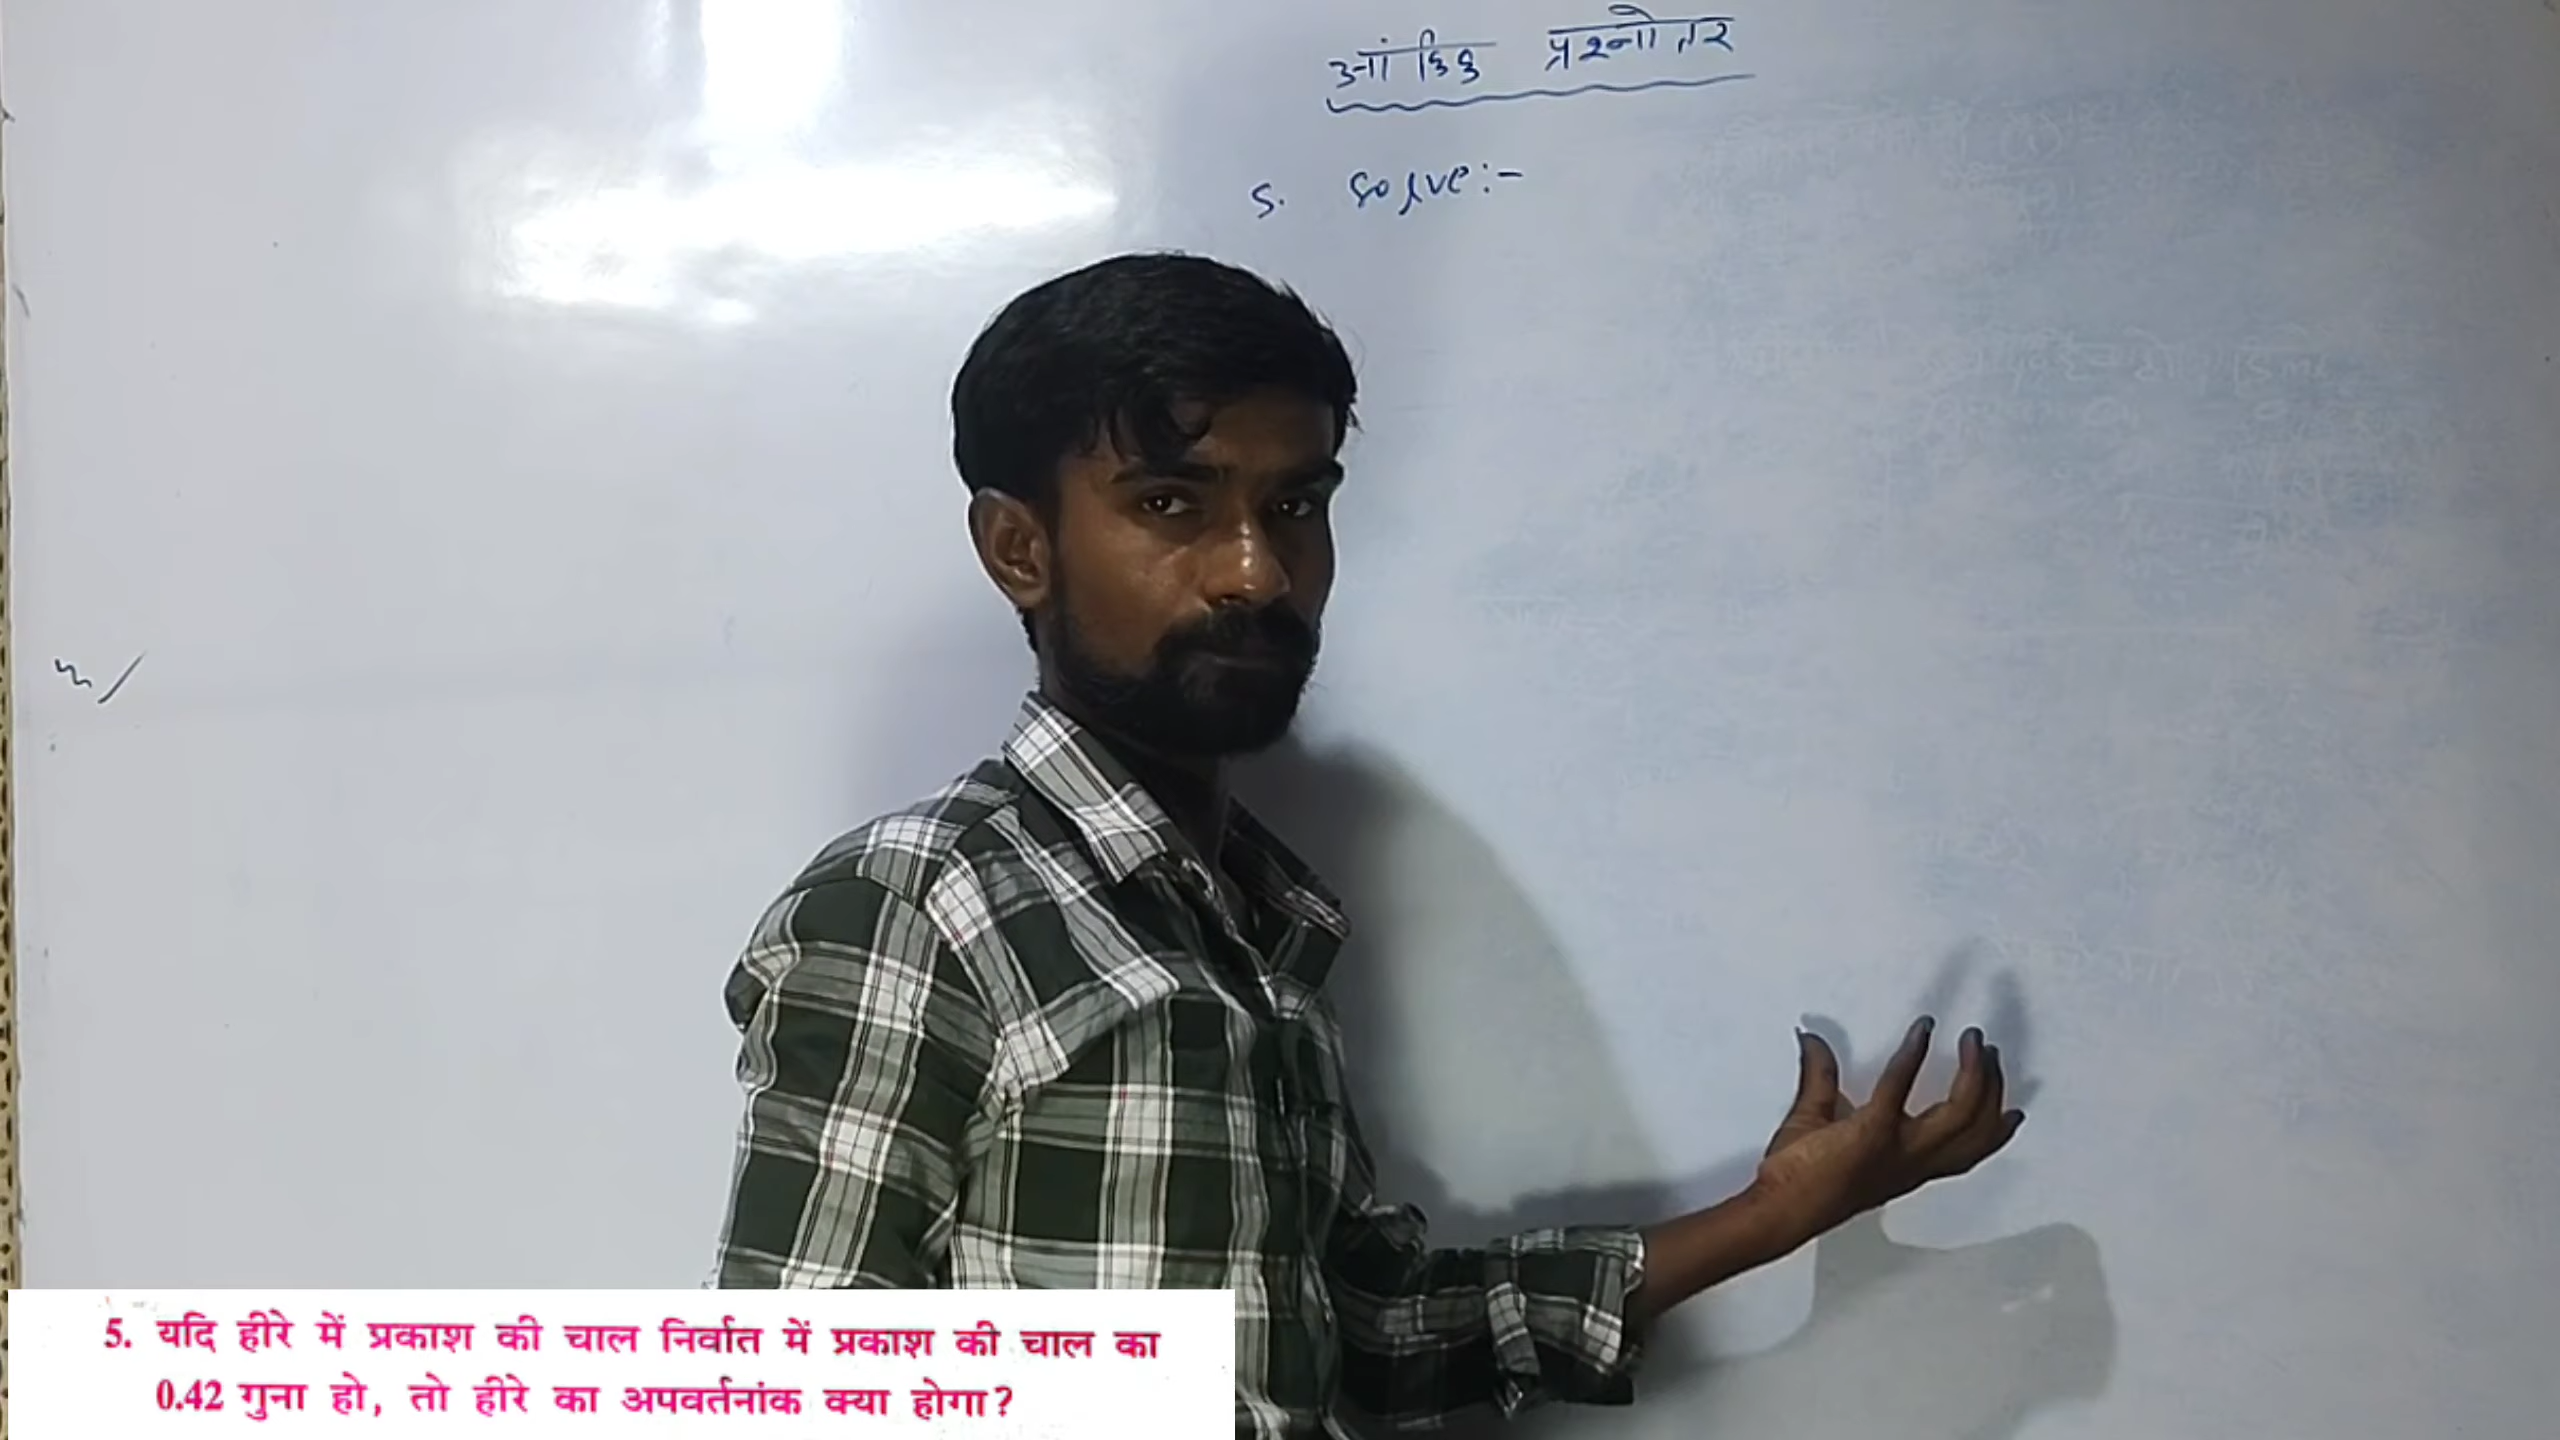 आंकिक प्रश्नोतर
5. Solve:-
5. यदि हीरे में प्रकाश की चाल निर्वात में प्रकाश की चाल का
0.42 गुना हो, तो हीरे का अपवर्तनांक क्या होगा?